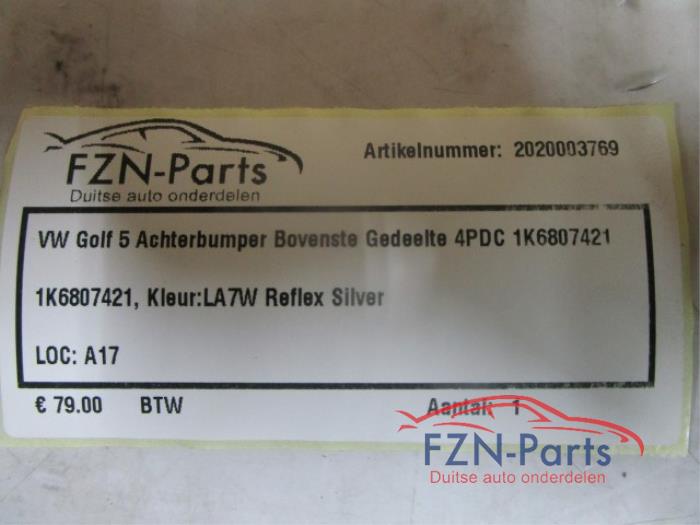 FZN-Parts
Duitse auto onderdelen
Artikelnummer: 2020003769
VW Golf 5 Achterbumper Bovenste Gedeelte 4PDC 1K6807421
1K6807421, Kleur:LA7W Reflex Silver
LOC: A17
€ 79.00 BTW Aantal: 1
FZN-Parts
Duitse auto onderdelen